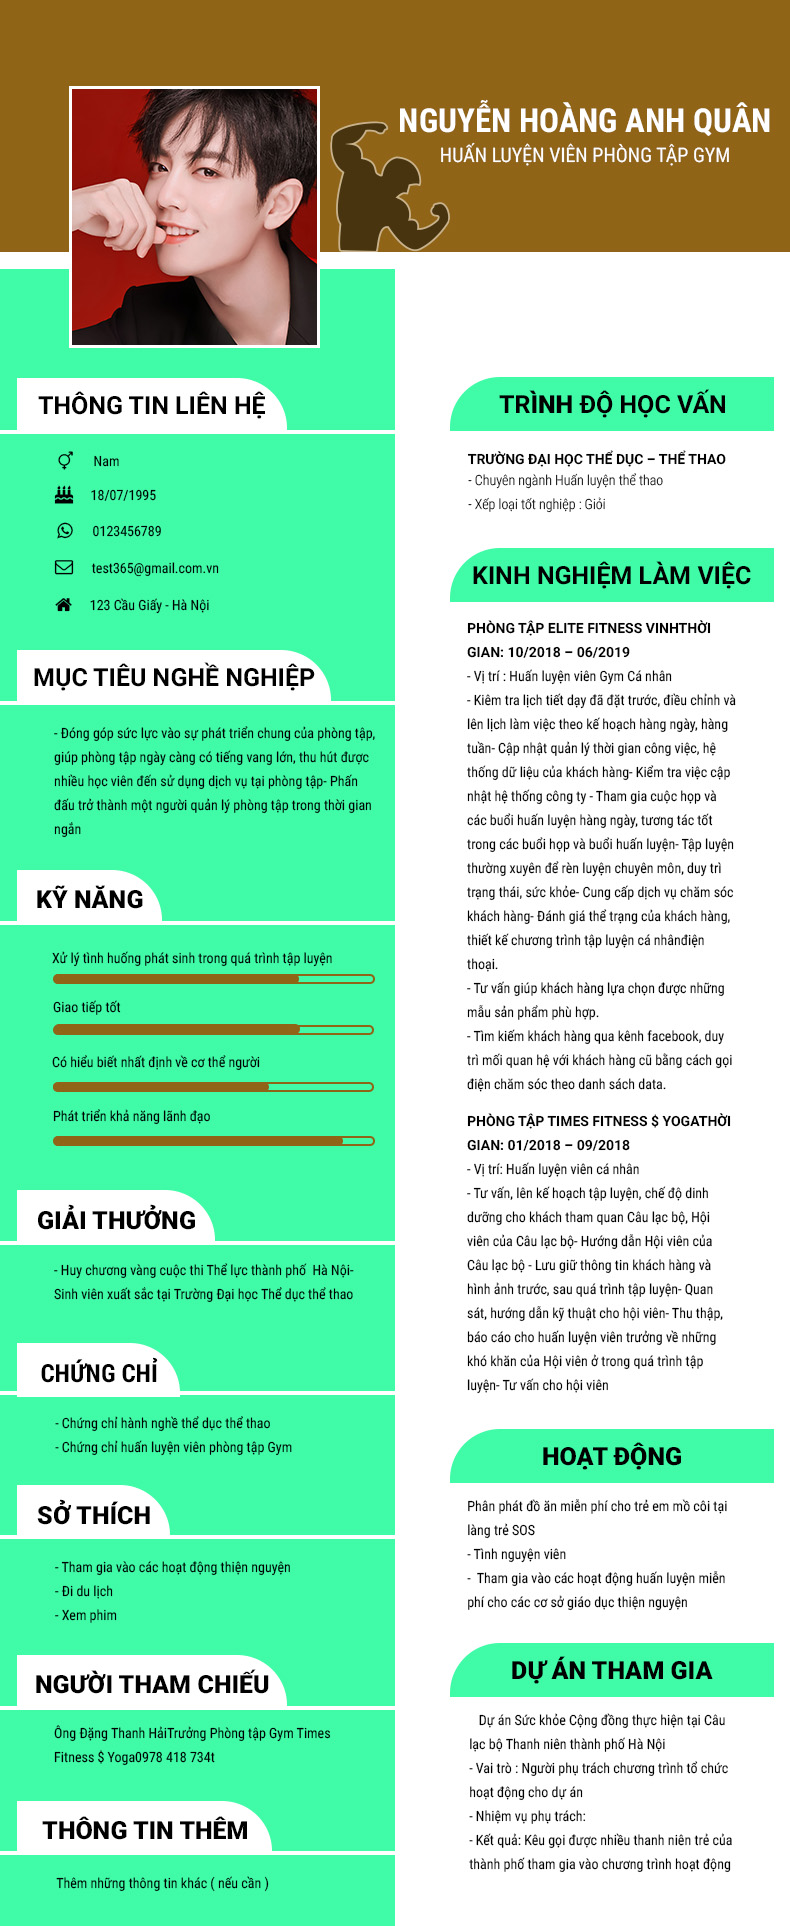 NGUYỄN HOÀNG ANH QUÂN
HUẤN LUYỆN VIÊN PHÒNG TẬP GYM
THÔNG TIN LIÊN HỆ
Nam
18/07/1995
0123456789
test365@gmail.com.vn
123 Cầu Giấy - Hà Nội
MỤC TIÊU NGHỀ NGHIỆP
- Đóng góp sức lực vào sự phát triển chung của phòng tập,
giúp phòng tập ngày càng có tiếng vang lớn, thu hút được
nhiều học viên đến sử dụng dịch vụ tại phòng tập- Phấn
đấu trở thành một người quản lý phòng tập trong thời gian
ngắn
KỸ NĂNG
Xử lý tình huống phát sinh trong quá trình tập luyện
Giao tiếp tốt
Có hiểu biết nhất định về cơ thể người
Phát triển khả năng lãnh đạo
GIẢI THƯỞNG
- Huy chương vàng cuộc thi Thể lực thành phố  Hà Nội-
Sinh viên xuất sắc tại Trường Đại học Thể dục thể thao
CHỨNG CHỈ
- Chứng chỉ hành nghề thể dục thể thao
- Chứng chỉ huấn luyện viên phòng tập Gym
SỞ THÍCH
- Tham gia vào các hoạt động thiện nguyện
- Đi du lịch
- Xem phim
NGƯỜI THAM CHIẾU
Ông Đặng Thanh HảiTrưởng Phòng tập Gym Times
Fitness $ Yoga0978 418 734t
THÔNG TIN THÊM
Thêm những thông tin khác ( nếu cần )
TRÌNH ĐỘ HỌC VẤN
TRƯỜNG ĐẠI HỌC THỂ DỤC – THỂ THAO
- Chuyên ngành Huấn luyện thể thao
- Xếp loại tốt nghiệp : Giỏi
KINH NGHIỆM LÀM VIỆC
PHÒNG TẬP ELITE FITNESS VINHTHỜI
GIAN: 10/2018 – 06/2019
- Vị trí : Huấn luyện viên Gym Cá nhân
- Kiêm tra lịch tiết dạy đã đặt trước, điều chỉnh và
lên lịch làm việc theo kế hoạch hàng ngày, hàng
tuần- Cập nhật quản lý thời gian công việc, hệ
thống dữ liệu của khách hàng- Kiểm tra việc cập
nhật hệ thống công ty - Tham gia cuộc họp và
các buổi huấn luyện hàng ngày, tương tác tốt
trong các buổi họp và buổi huấn luyện- Tập luyện
thường xuyên để rèn luyện chuyên môn, duy trì
trạng thái, sức khỏe- Cung cấp dịch vụ chăm sóc
khách hàng- Đánh giá thể trạng của khách hàng,
thiết kế chương trình tập luyện cá nhânđiện
thoại.
- Tư vấn giúp khách hàng lựa chọn được những
mẫu sản phẩm phù hợp.
- Tìm kiếm khách hàng qua kênh facebook, duy
trì mối quan hệ với khách hàng cũ bằng cách gọi
điện chăm sóc theo danh sách data.
PHÒNG TẬP TIMES FITNESS $ YOGATHỜI
GIAN: 01/2018 – 09/2018
- Vị trí: Huấn luyện viên cá nhân
- Tư vấn, lên kế hoạch tập luyện, chế độ dinh
dưỡng cho khách tham quan Câu lạc bộ, Hội
viên của Câu lạc bộ- Hướng dẫn Hội viên của
Câu lạc bộ - Lưu giữ thông tin khách hàng và
hình ảnh trước, sau quá trình tập luyện- Quan
sát, hướng dẫn kỹ thuật cho hội viên- Thu thập,
báo cáo cho huấn luyện viên trưởng về những
khó khăn của Hội viên ở trong quá trình tập
luyện- Tư vấn cho hội viên
HOẠT ĐỘNG
Phân phát đồ ăn miễn phí cho trẻ em mồ côi tại
làng trẻ SOS
- Tình nguyện viên
-  Tham gia vào các hoạt động huấn luyện miễn
phí cho các cơ sở giáo dục thiện nguyện
DỰ ÁN THAM GIA
Dự án Sức khỏe Cộng đồng thực hiện tại Câu
lạc bộ Thanh niên thành phố Hà Nội
- Vai trò : Người phụ trách chương trình tổ chức
hoạt động cho dự án
- Nhiệm vụ phụ trách:
- Kết quả: Kêu gọi được nhiều thanh niên trẻ của
thành phố tham gia vào chương trình hoạt động